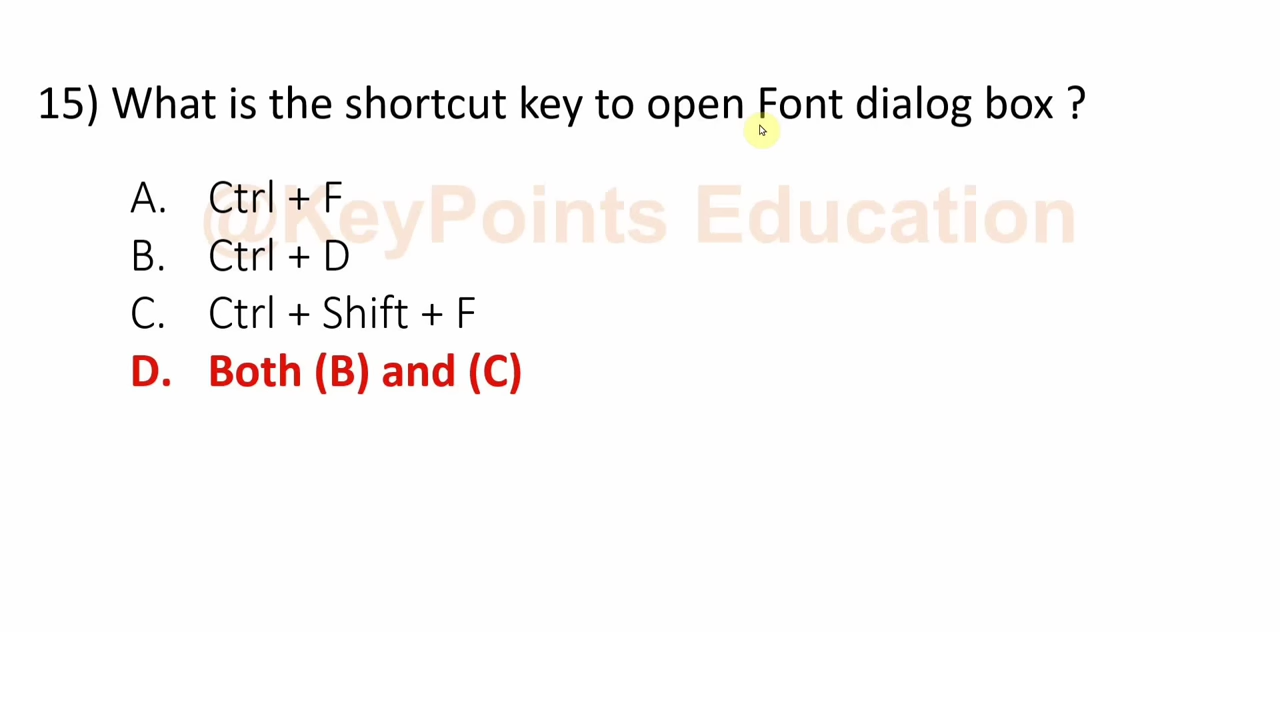 15) What is the shortcut key to open Font dialog box ?
@KeyPoints Education
A. Ctrl + F
B. Ctrl + D
C. Ctrl + Shift + F
D. Both (B) and (C)